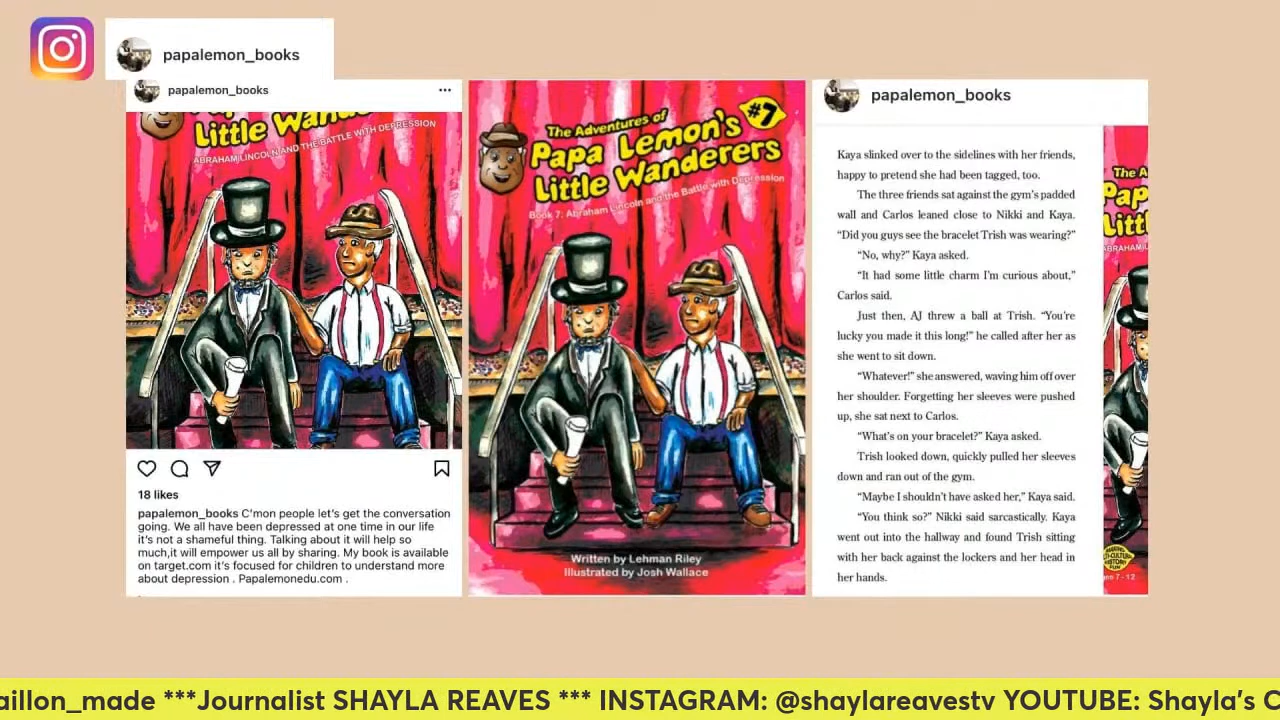 papalemon_books
papalemon_books
Little
ABRAHAM LINCOLN AND THE BATTLE WITH DEPRESSION
18 likes
papalemon_books C'mon people let's get the conversation
going. We all have been depressed at one time in our life
it's not a shameful thing. Talking about it will help so
much,it will empower us all by sharing. My book is available
on target.com it's focused for children to understand more
about depression . Papalemonedu.com .
The Adventures of
#7
Papa Lemon's
Little Wanderers
Book 7: Abraham Lincoln and the Battle with Depression
Written by Lehman Riley
Illustrated by Josh Wallace
papalemon_books
Kaya slinked over to the sidelines with her friends,
happy to pretend she had been tagged, too.
The three friends sat against the gym's padded
wall and Carlos leaned close to Nikki and Kaya.
“Did you guys see the bracelet Trish was wearing?”
“No, why?” Kaya asked.
“It had some little charm I'm curious about,”
Carlos said.
Just then, AJ threw a ball at Trish. “You're
lucky you made it this long!” he called after her as
she went to sit down.
“Whatever!” she answered, waving him off over
her shoulder. Forgetting her sleeves were pushed
up, she sat next to Carlos.
“What's on your bracelet?” Kaya asked.
Trish looked down, quickly pulled her sleeves
down and ran out of the gym.
“Maybe I shouldn't have asked her,” Kaya said.
“You think so?” Nikki said sarcastically. Kaya
went out into the hallway and found Trish sitting
with her back against the lockers and her head in
her hands.
The A
Pap
Littl
ABRAHAM L
HISTORY
FUN
es 7 - 12
aillon_made ***Journalist SHAYLA REAVES *** INSTAGRAM: @shaylareavestv YOUTUBE: Shayla's C